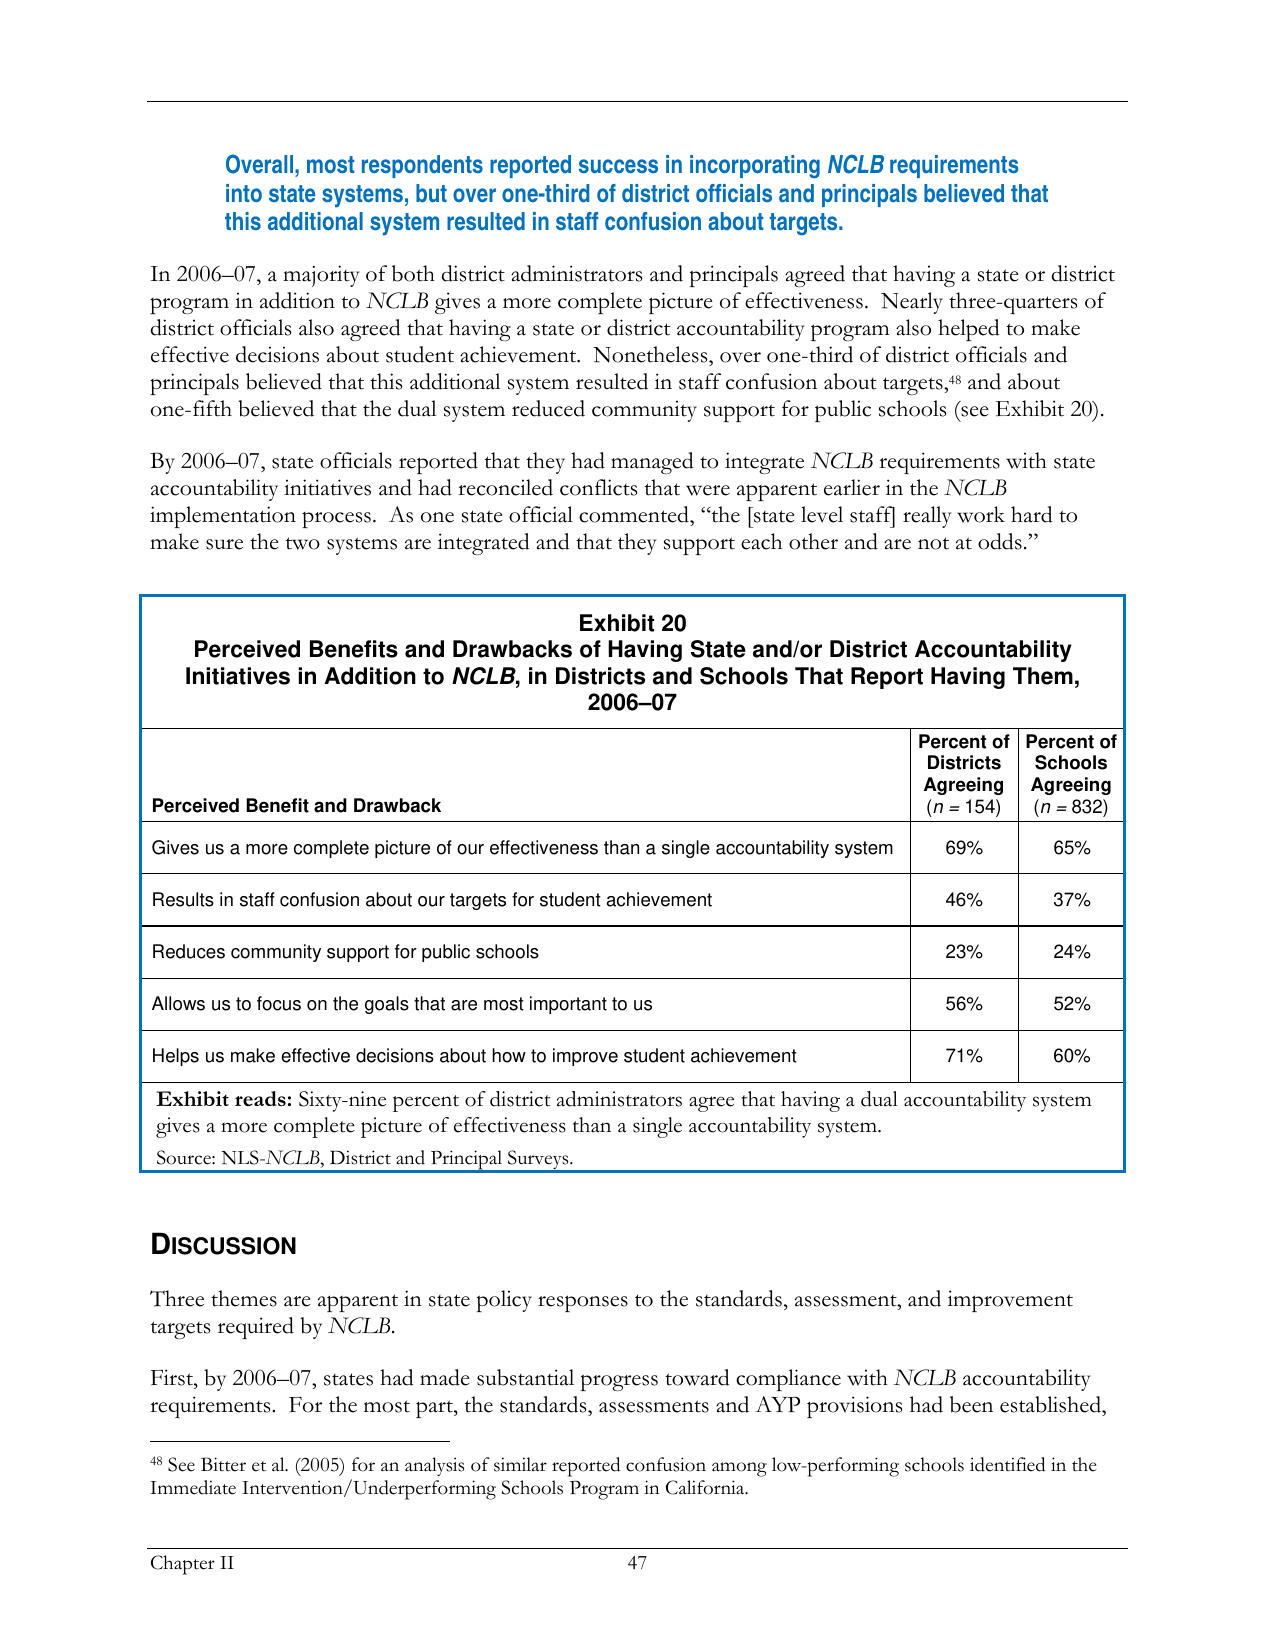 Overall, most respondents reported success in incorporating NCLB requirements
into state systems, but over one-third of district officials and principals believed that
this additional system resulted in staff confusion about targets.
In 2006–07, a majority of both district administrators and principals agreed that having a state or district
program in addition to NCLB gives a more complete picture of effectiveness.  Nearly three-quarters of
district officials also agreed that having a state or district accountability program also helped to make
effective decisions about student achievement.  Nonetheless, over one-third of district officials and
principals believed that this additional system resulted in staff confusion about targets,48 and about
one-fifth believed that the dual system reduced community support for public schools (see Exhibit 20).
By 2006–07, state officials reported that they had managed to integrate NCLB requirements with state
accountability initiatives and had reconciled conflicts that were apparent earlier in the NCLB
implementation process.  As one state official commented, “the [state level staff] really work hard to
make sure the two systems are integrated and that they support each other and are not at odds.”
Exhibit 20
Perceived Benefits and Drawbacks of Having State and/or District Accountability
Initiatives in Addition to NCLB, in Districts and Schools That Report Having Them,
2006–07
Perceived Benefit and Drawback
Percent of
Districts
Agreeing
(n = 154)
Percent of
Schools
Agreeing
(n = 832)
Gives us a more complete picture of our effectiveness than a single accountability system 69% 65%
Results in staff confusion about our targets for student achievement 46% 37%
Reduces community support for public schools 23% 24%
Allows us to focus on the goals that are most important to us 56% 52%
Helps us make effective decisions about how to improve student achievement 71% 60%
Exhibit reads: Sixty-nine percent of district administrators agree that having a dual accountability system
gives a more complete picture of effectiveness than a single accountability system.
Source: NLS-NCLB, District and Principal Surveys.
DISCUSSION
Three themes are apparent in state policy responses to the standards, assessment, and improvement
targets required by NCLB.
First, by 2006–07, states had made substantial progress toward compliance with NCLB accountability
requirements.  For the most part, the standards, assessments and AYP provisions had been established,
48 See Bitter et al. (2005) for an analysis of similar reported confusion among low-performing schools identified in the
Immediate Intervention/Underperforming Schools Program in California.
Chapter II 47